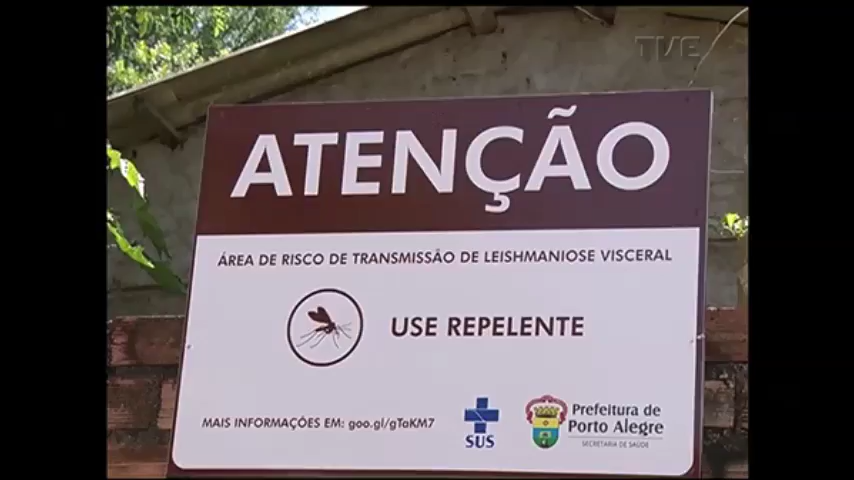 TVE
ATENÇÃO
ÁREA DE RISCO DE TRANSMISSÃO DE LEISHMANIOSE VISCERAL
USE REPELENTE
MAIS INFORMAÇÕES EM: goo.gl/gTaKM7
SUS
Prefeitura de
Porto Alegre
SECRETARIA DE SAÚDE